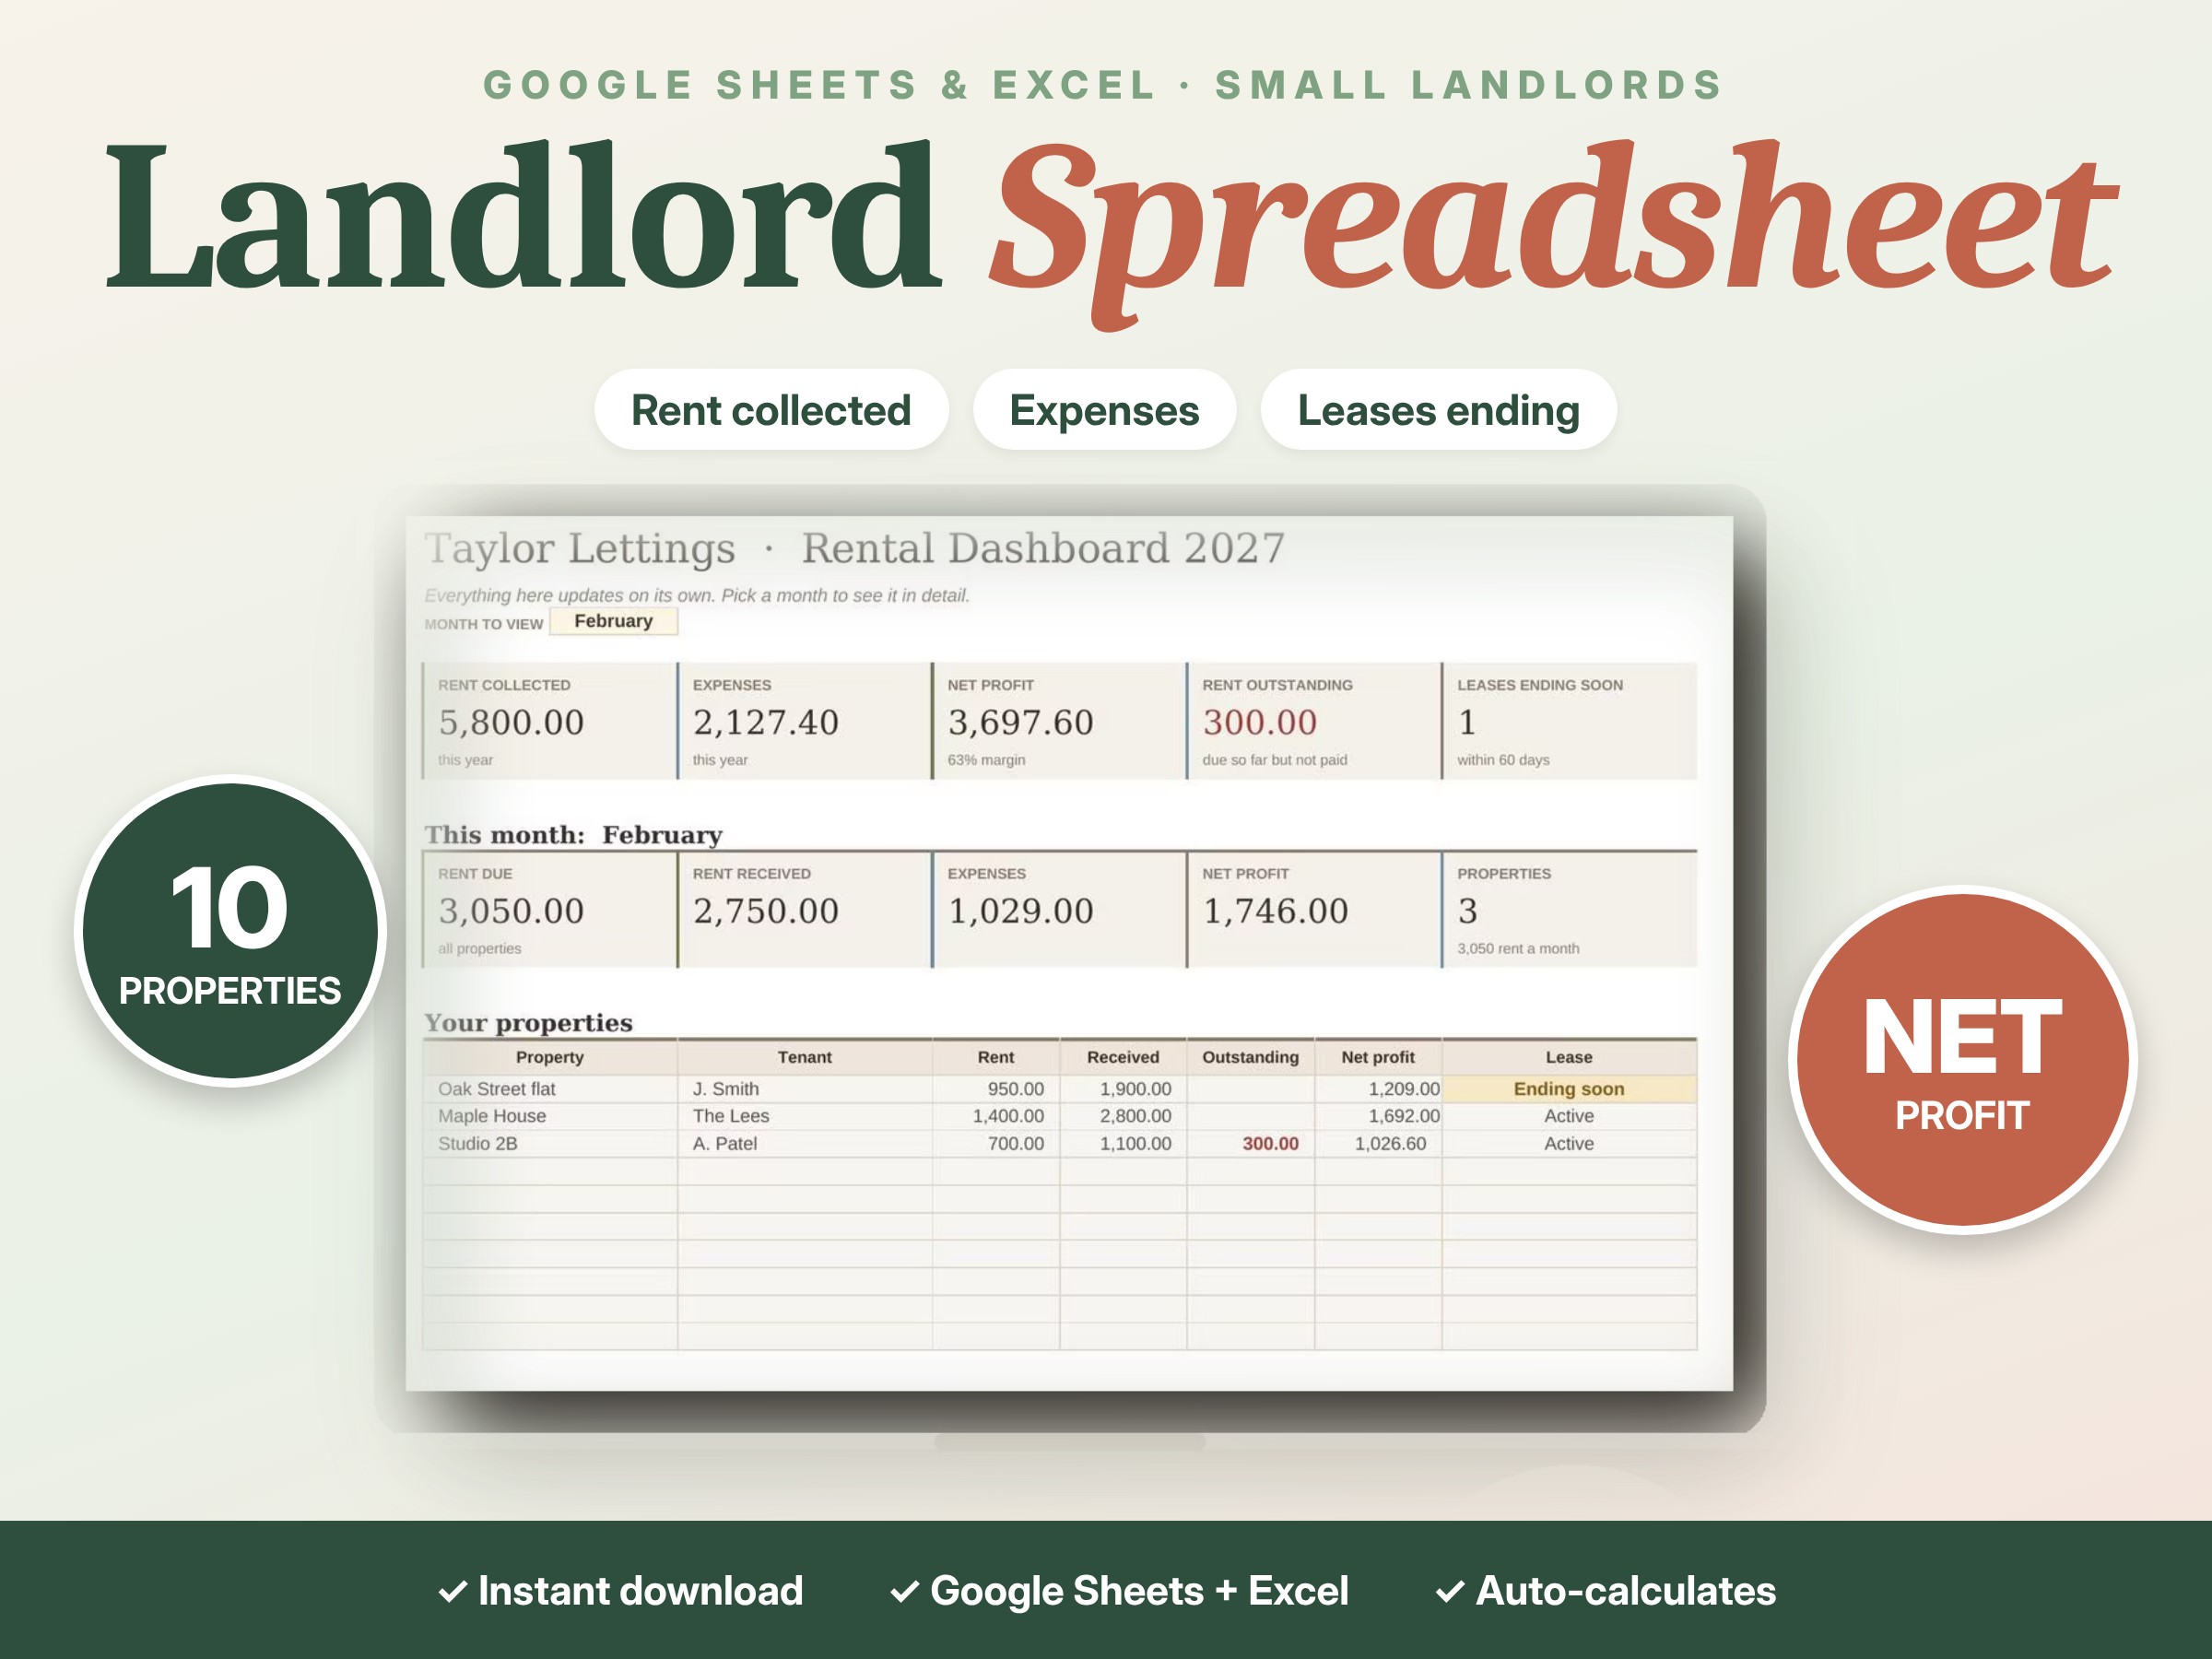 GOOGLE SHEETS & EXCEL · SMALL LANDLORDS
Landlord Spreadsheet
Rent collected Expenses Leases ending
Taylor Lettings · Rental Dashboard 2027
Everything here updates on its own. Pick a month to see it in detail.
MONTH TO VIEW February
RENT COLLECTED EXPENSES NET PROFIT RENT OUTSTANDING LEASES ENDING SOON
5,800.00 2,127.40 3,697.60 300.00 1
this year this year 63% margin due so far but not paid within 60 days
This month: February
RENT DUE RENT RECEIVED EXPENSES NET PROFIT PROPERTIES
3,050.00 2,750.00 1,029.00 1,746.00 3
all properties 3,050 rent a month
Your properties
Property Tenant Rent Received Outstanding Net profit Lease
Oak Street flat J. Smith 950.00 1,900.00 1,209.00 Ending soon
Maple House The Lees 1,400.00 2,800.00 1,692.00 Active
Studio 2B A. Patel 700.00 1,100.00 300.00 1,026.60 Active
10
PROPERTIES
NET
PROFIT
✓ Instant download ✓ Google Sheets + Excel ✓ Auto-calculates